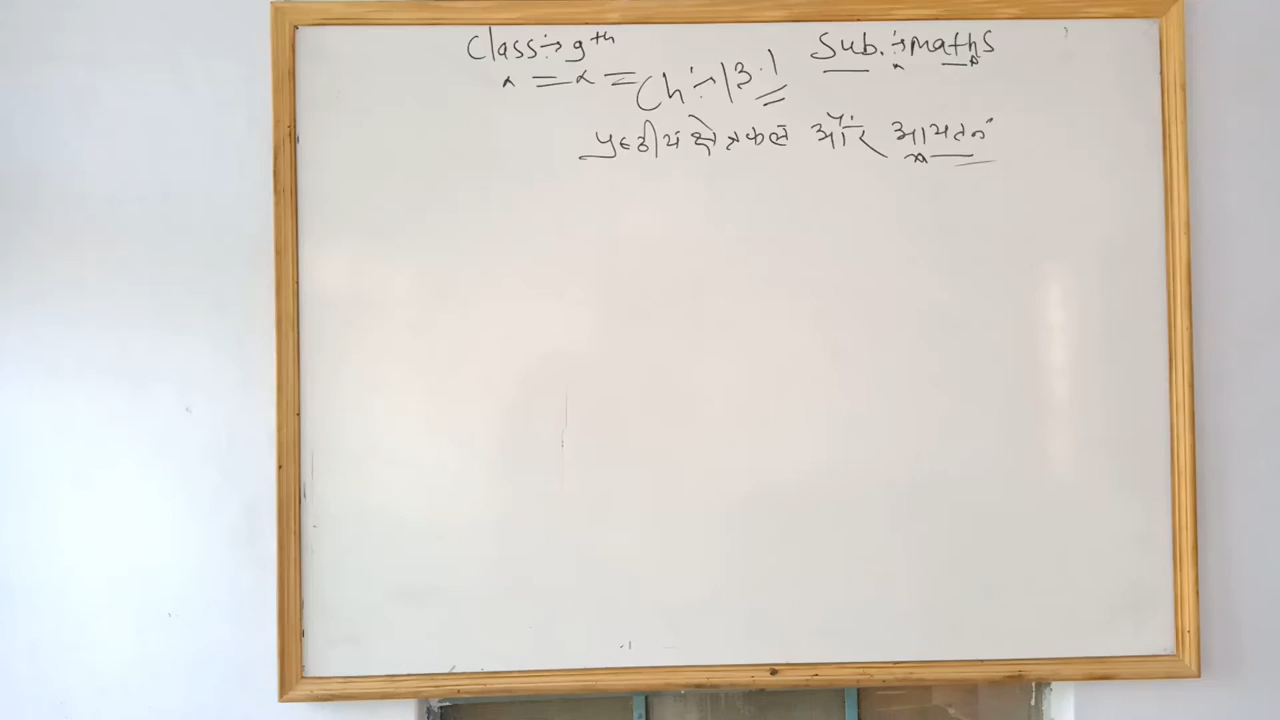 Class:→ 9th Sub.:→ maths
Ch:→ 13.1
पृष्ठीय क्षेत्रफल और आयतन